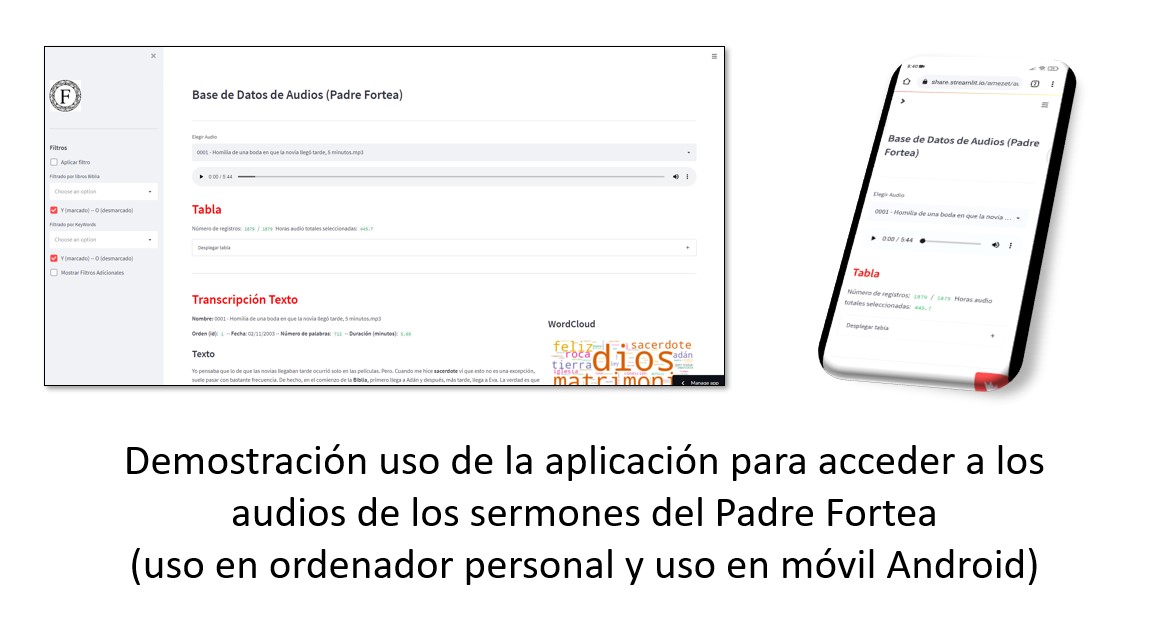 F
Filtros
Aplicar filtro
Filtrado por libros Biblia
Choose an option
Y (marcado) -- O (desmarcado)
Filtrado por KeyWords
Choose an option
Y (marcado) -- O (desmarcado)
Mostrar Filtros Adicionales
Base de Datos de Audios (Padre Fortea)
Elegir Audio
0001 - Homilía de una boda en que la novia llegó tarde, 5 minutos.mp3
0:00 / 5:44
Tabla
Número de registros: 1879 / 1879 Horas audio totales seleccionadas: 445.7
Desplegar tabla
Transcripción Texto
Nombre: 0001 - Homilía de una boda en que la novia llegó tarde, 5 minutos.mp3
Orden (id): 1 -- Fecha: 02/11/2003 -- Número de palabras: 712 -- Duración (minutos):
Texto
Yo pensaba que lo de que las novias llegaban tarde ocurrió solo en las películas. Pero. Cuando me hice sacerdote vi que esto no es una excepción,
suele pasar con bastante frecuencia. De hecho, en el comienzo de la Biblia, primero llega a Adán y después, más tarde, llega a Eva. La verdad es que
WordCloud
feliz
sacerdote
roca
dios
adán
tierra
iglesia
matrimoni
Manage app
share.streamlit.io/amezet/au
Base de Datos de Audios (Padre
Fortea)
Elegir Audio
0001 - Homilía de una boda en que la novia ...
0:00 / 5:44
Tabla
Número de registros: 1879 / 1879 Horas audio
totales seleccionadas: 445.7
Desplegar tabla
Demostración uso de la aplicación para acceder a los
audios de los sermones del Padre Fortea
(uso en ordenador personal y uso en móvil Android)